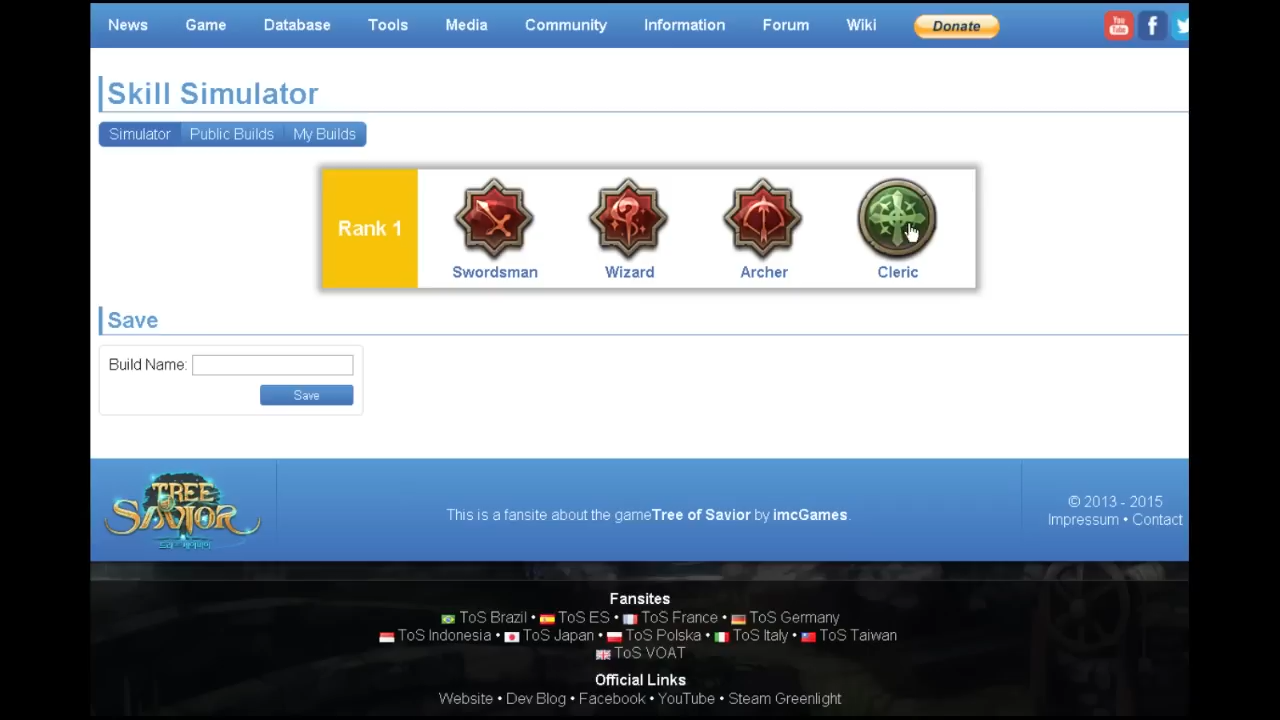 News Game Database Tools Media Community Information Forum Wiki Donate You Tube f
Skill Simulator
Simulator Public Builds My Builds
Rank 1
Swordsman Wizard Archer Cleric
Save
Build Name:
Save
TREE
SAVIOR
This is a fansite about the gameTree of Savior by imcGames.
© 2013 - 2015
Impressum • Contact
Fansites
ToS Brazil • ToS ES • ToS France • ToS Germany
ToS Indonesia • ToS Japan • ToS Polska • ToS Italy • ToS Taiwan
ToS VOAT
Official Links
Website • Dev Blog • Facebook • YouTube • Steam Greenlight